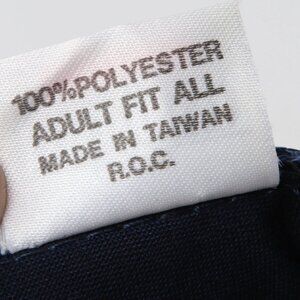 100% POLYESTER
ADULT FIT ALL
MADE IN TAIWAN
R.O.C.